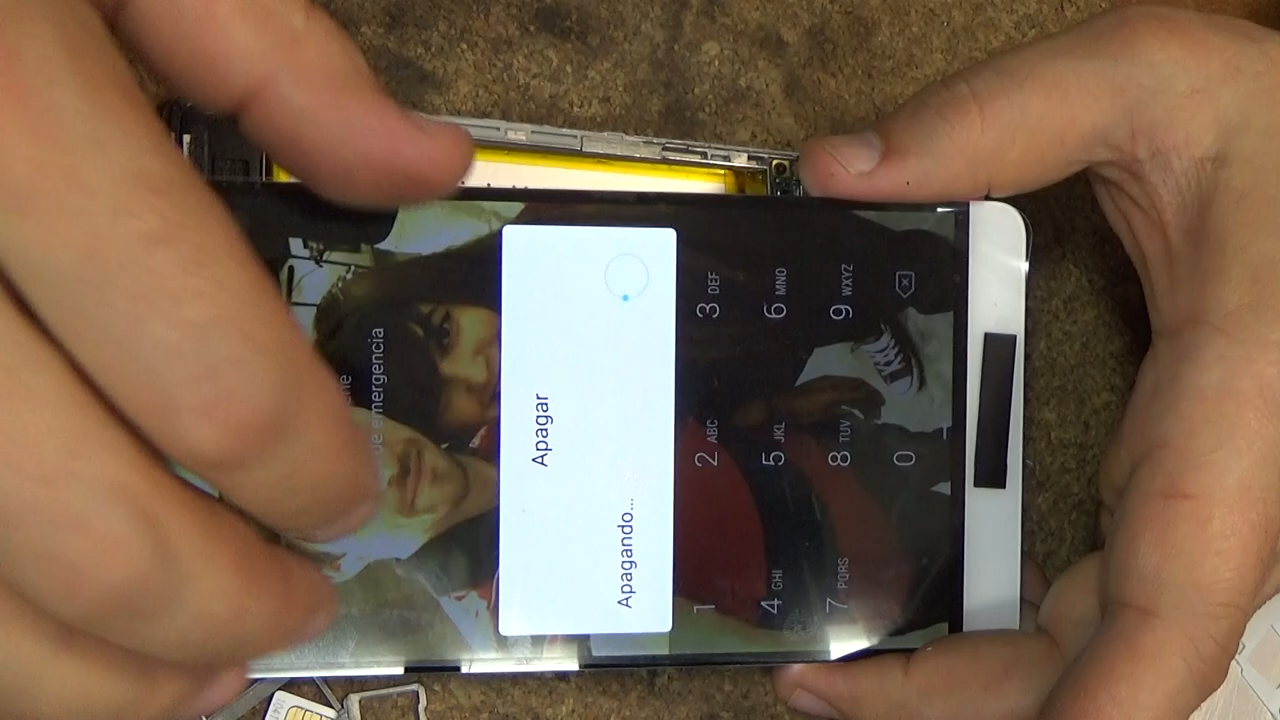 emergencia
Apagar
Apagando...
1
2 ABC
3 DEF
4 GHI
5 JKL
6 MNO
7 PQRS
8 TUV
9 WXYZ
0